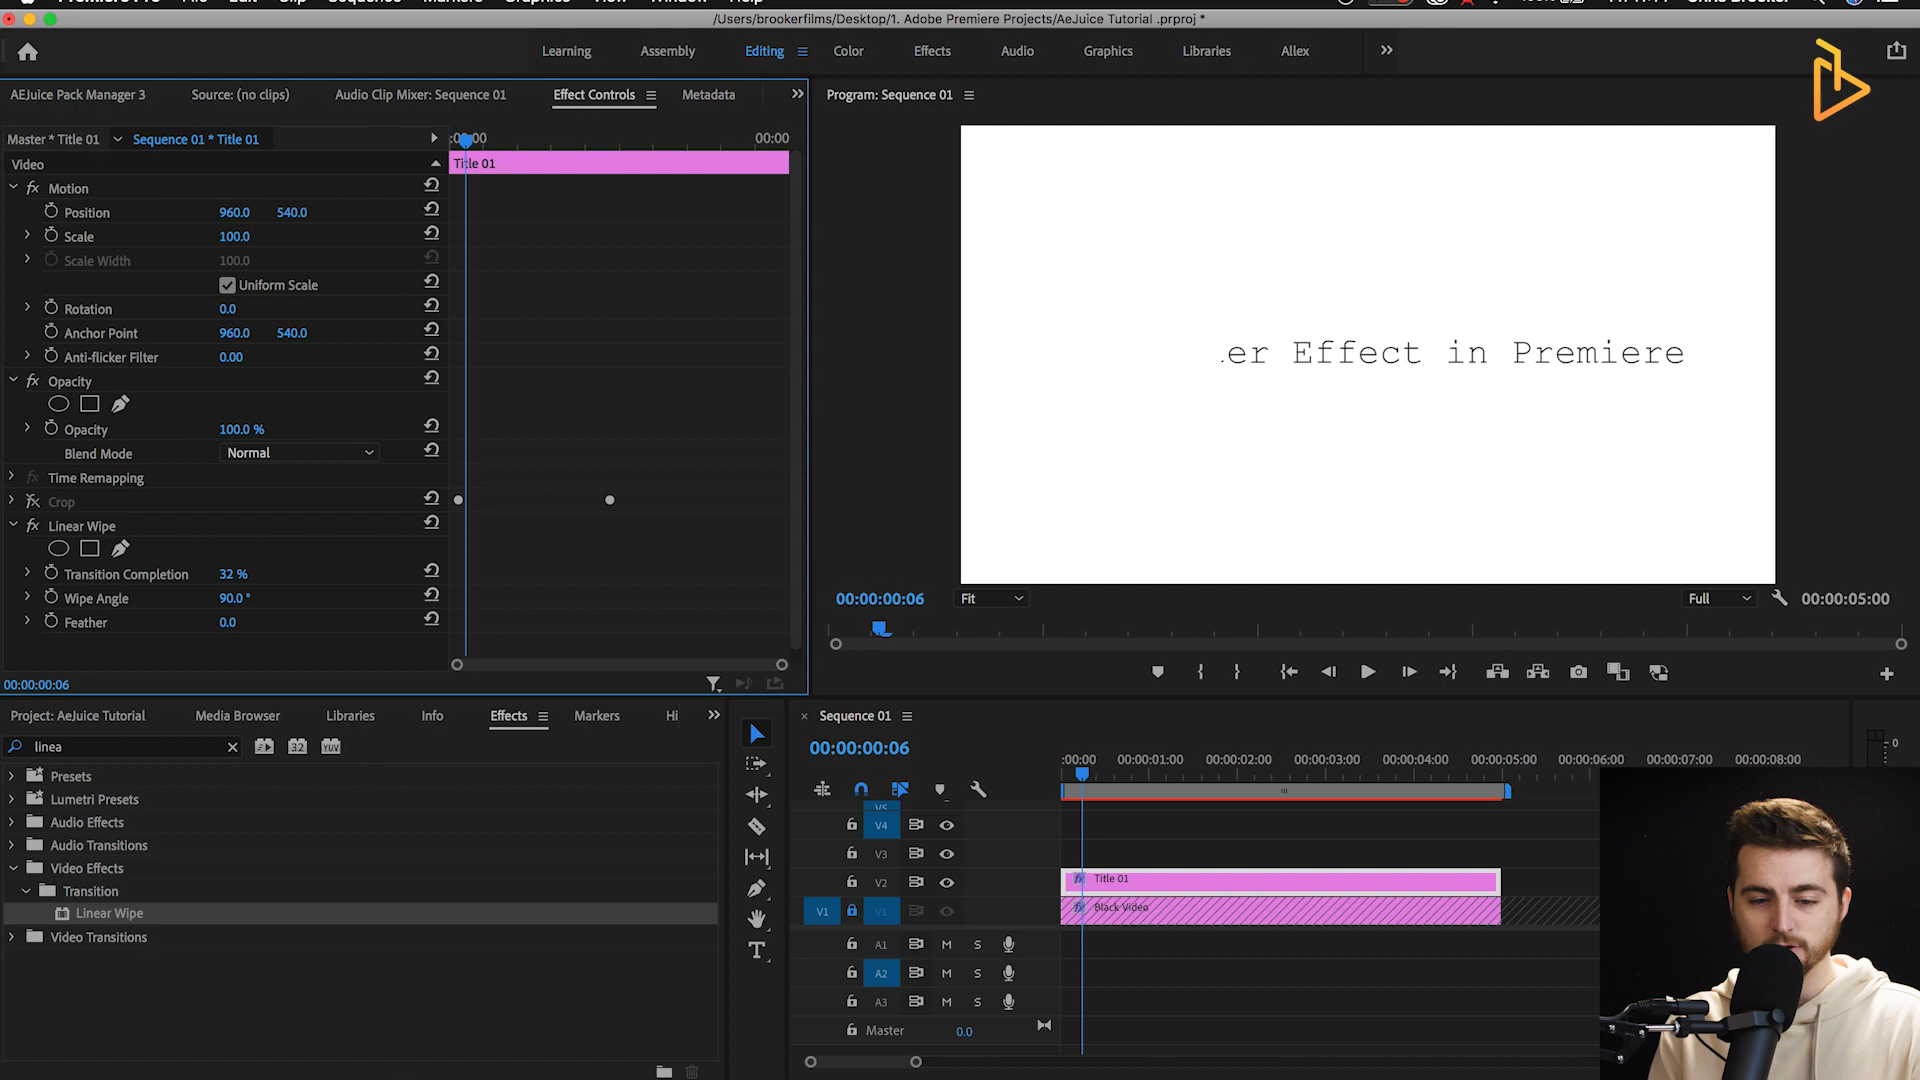 /Users/brookerfilms/Desktop/1. Adobe Premiere Projects/AeJuice Tutorial .prproj *
Learning Assembly Editing Color Effects Audio Graphics Libraries Allex
AEJuice Pack Manager 3 Source: (no clips) Audio Clip Mixer: Sequence 01 Effect Controls Metadata
Program: Sequence 01
Master * Title 01 Sequence 01 * Title 01
:00:00 00:00
Video
Title 01
Motion
Position 960.0 540.0
Scale 100.0
Scale Width 100.0
Uniform Scale
Rotation 0.0
Anchor Point 960.0 540.0
Anti-flicker Filter 0.00
Opacity
Opacity 100.0 %
Blend Mode Normal
Time Remapping
Crop
Linear Wipe
Transition Completion 32 %
Wipe Angle 90.0 °
Feather 0.0
00:00:00:06
er Effect in Premiere
00:00:00:06 Fit Full 00:00:05:00
Project: AeJuice Tutorial Media Browser Libraries Info Effects Markers Hi
linea
32 YUV
Presets
Lumetri Presets
Audio Effects
Audio Transitions
Video Effects
Transition
Linear Wipe
Video Transitions
Sequence 01
00:00:00:06
:00:00 00:00:01:00 00:00:02:00 00:00:03:00 00:00:04:00 00:00:05:00 00:00:06:00 00:00:07:00 00:00:08:00
V5
V4
V3
V2 Title 01
V1 V1 Black Video
A1 M S
A2 M S
A3 M S
Master 0.0
0